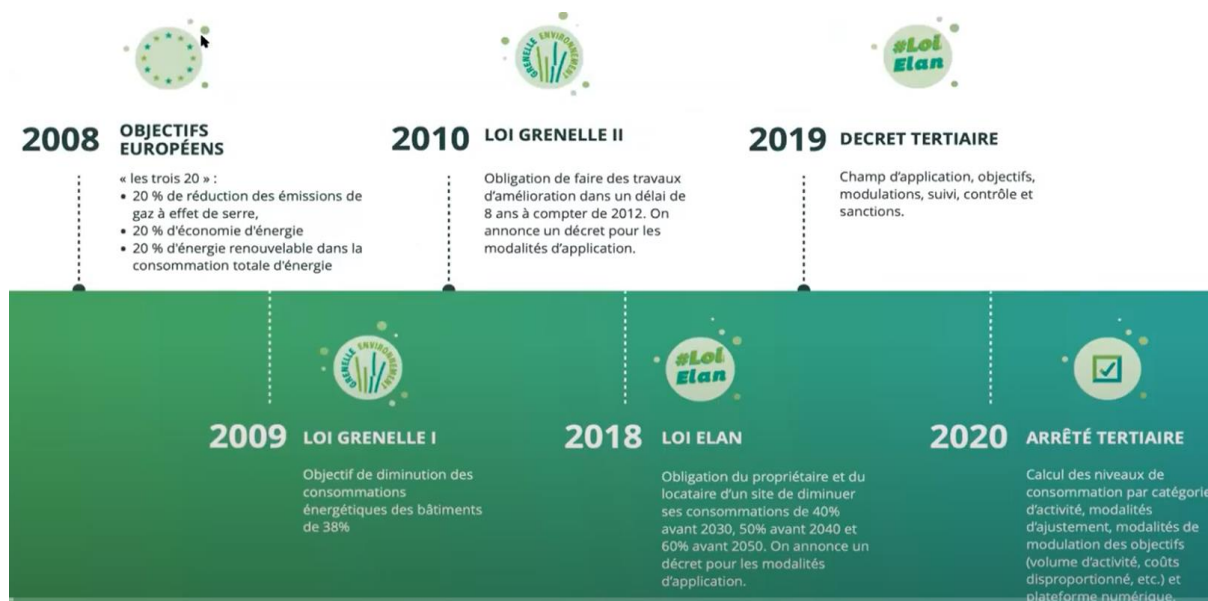 GRENELLE ENVIRONNEMENT
#Loi
Elan
2008
OBJECTIFS
EUROPÉENS
« les trois 20 » :
• 20 % de réduction des émissions de
gaz à effet de serre,
• 20 % d'économie d'énergie
• 20 % d'énergie renouvelable dans la
consommation totale d'énergie
2010
LOI GRENELLE II
Obligation de faire des travaux
d'amélioration dans un délai de
8 ans à compter de 2012. On
annonce un décret pour les
modalités d'application.
2019
DECRET TERTIAIRE
Champ d'application, objectifs,
modulations, suivi, contrôle et
sanctions.
GRENELLE ENVIRONNEMENT
#Loi
Elan
2009
LOI GRENELLE I
Objectif de diminution des
consommations
énergétiques des bâtiments
de 38%
2018
LOI ELAN
Obligation du propriétaire et du
locataire d'un site de diminuer
ses consommations de 40%
avant 2030, 50% avant 2040 et
60% avant 2050. On annonce un
décret pour les modalités
d'application.
2020
ARRÊTÉ TERTIAIRE
Calcul des niveaux de
consommation par catégorie
d'activité, modalités
d'ajustement, modalités de
modulation des objectifs
(volume d'activité, coûts
disproportionné, etc.) et
plateforme numérique.